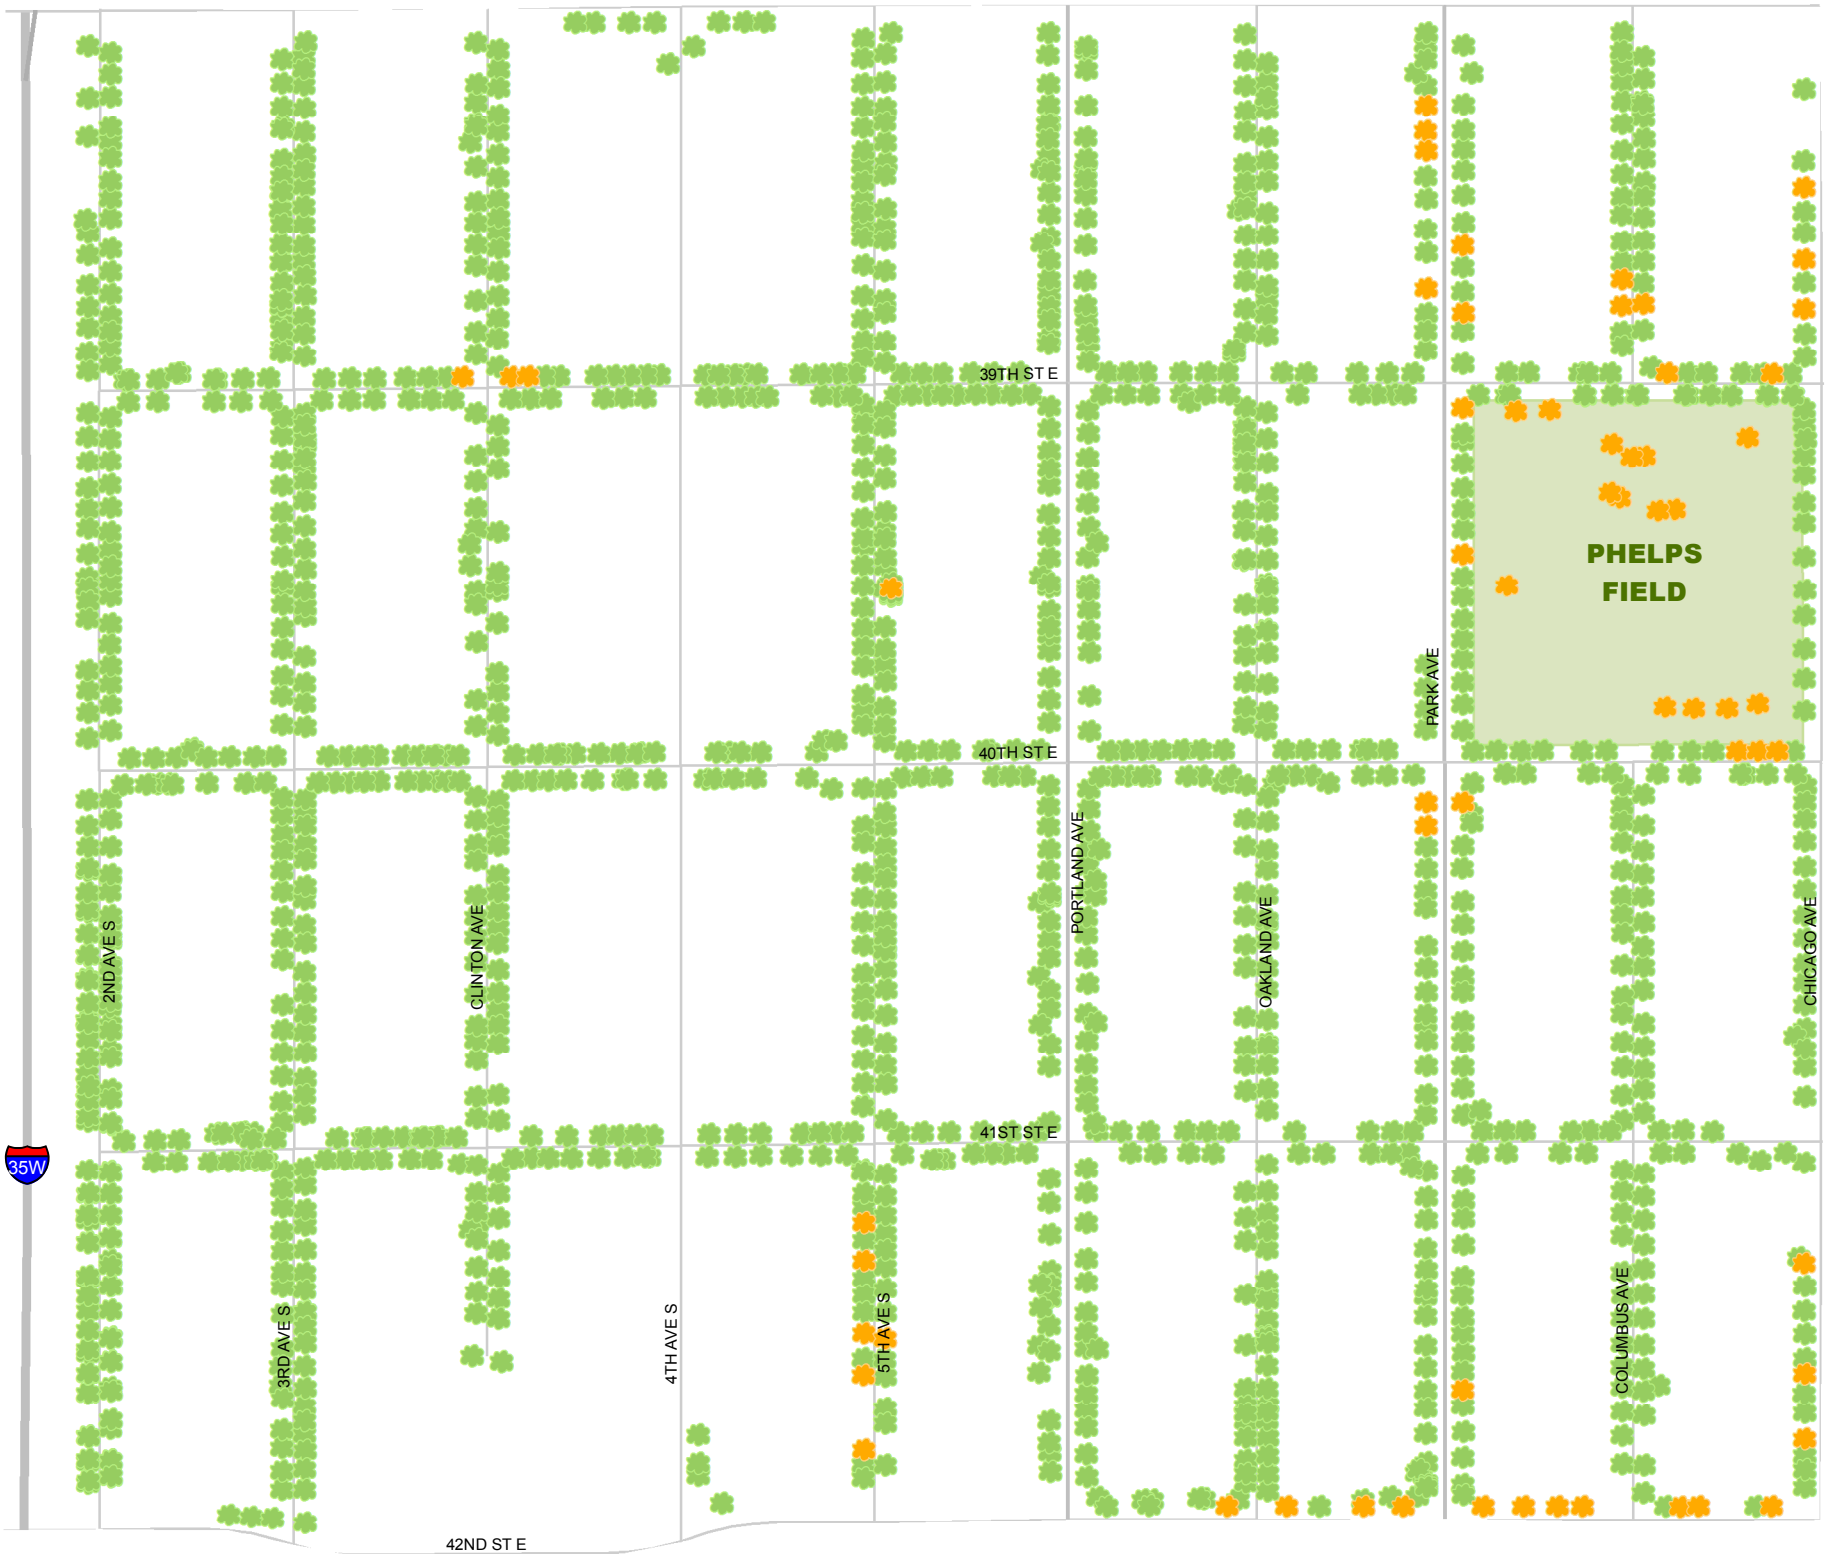 39TH ST E
PHELPS
FIELD
PARK AVE
40TH ST E
PORTLAND AVE
2ND AVE S
CLINTON AVE
OAKLAND AVE
CHICAGO AVE
41ST ST E
35W
3RD AVE S
4TH AVE S
5TH AVE S
COLUMBUS AVE
42ND ST E